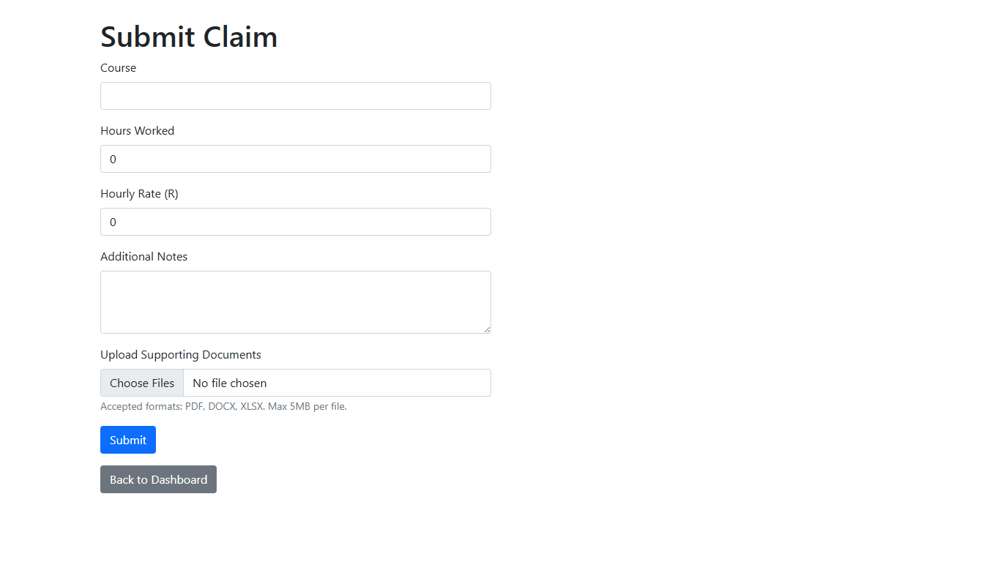 Submit Claim
Course
Hours Worked
0
Hourly Rate (R)
0
Additional Notes
Upload Supporting Documents
Choose Files No file chosen
Accepted formats: PDF, DOCX, XLSX. Max 5MB per file.
Submit
Back to Dashboard